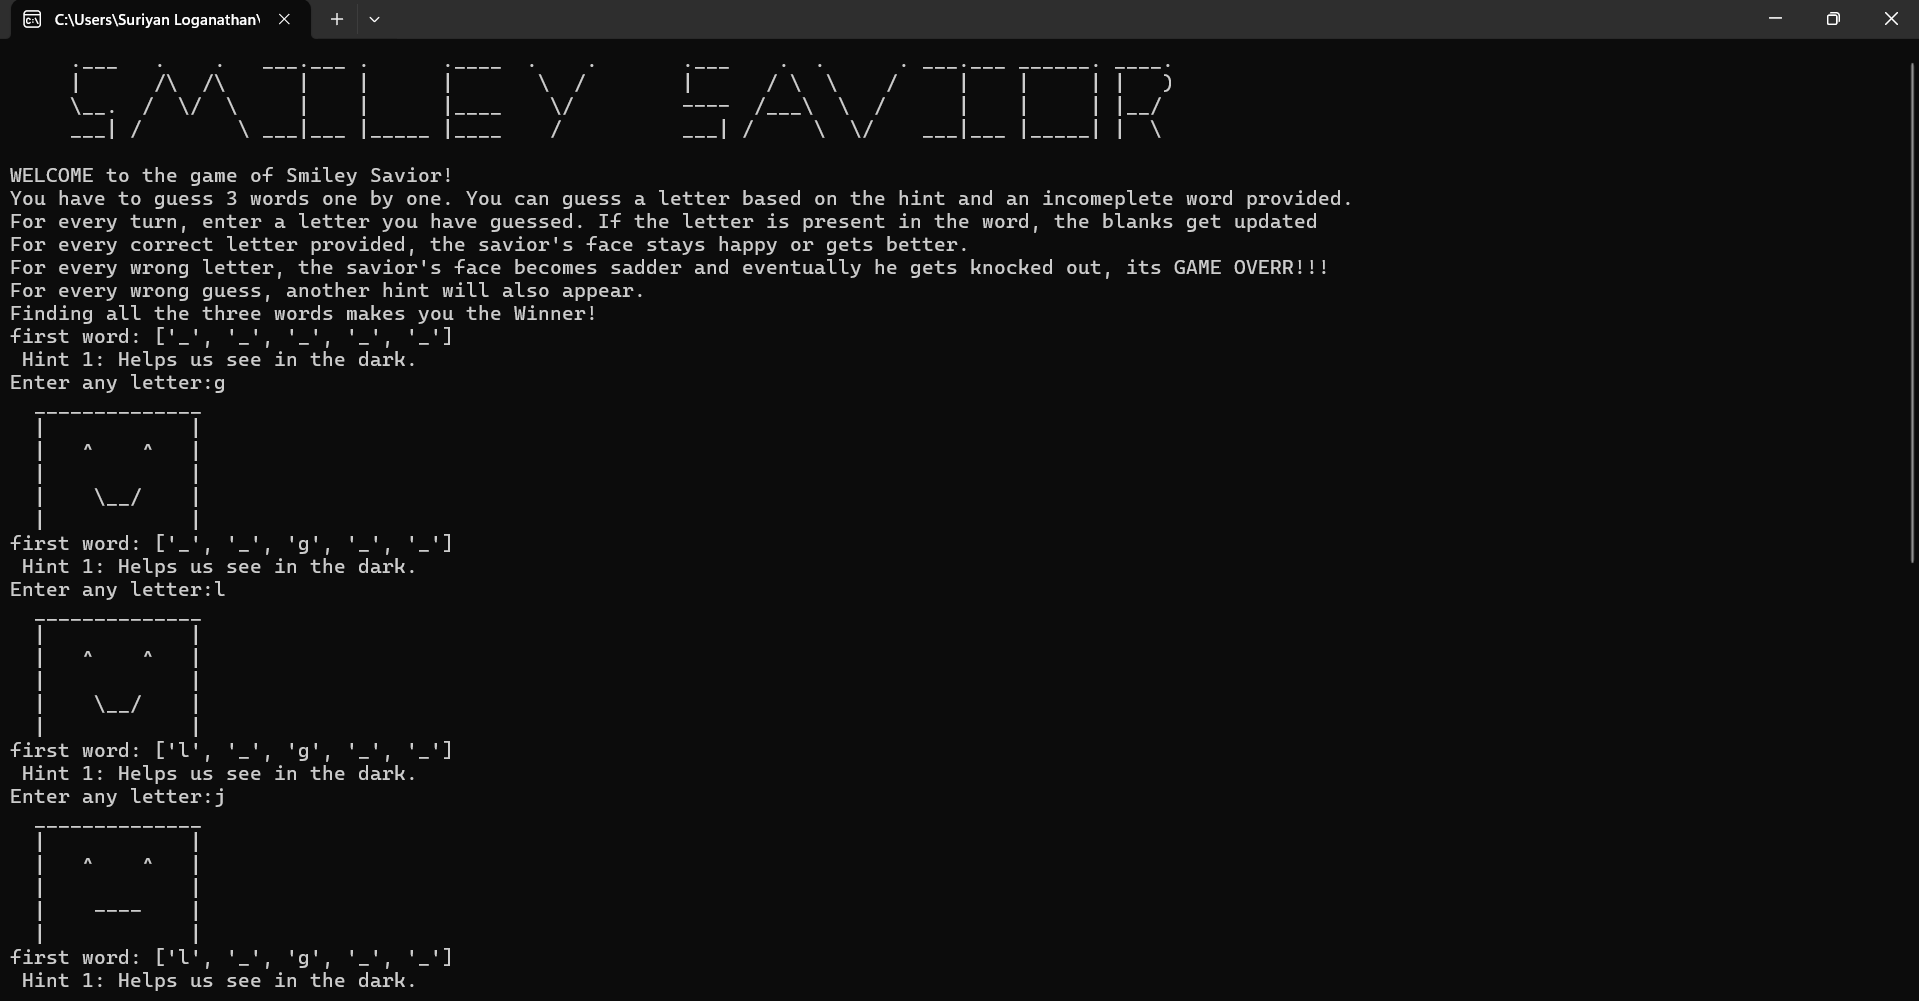 C:\Users\Suriyan Loganathan\
SMILEY SAVIOR
WELCOME to the game of Smiley Savior!
You have to guess 3 words one by one. You can guess a letter based on the hint and an incomeplete word provided.
For every turn, enter a letter you have guessed. If the letter is present in the word, the blanks get updated
For every correct letter provided, the savior's face stays happy or gets better.
For every wrong letter, the savior's face becomes sadder and eventually he gets knocked out, its GAME OVERR!!!
For every wrong guess, another hint will also appear.
Finding all the three words makes you the Winner!
first word: ['_', '_', '_', '_', '_']
Hint 1: Helps us see in the dark.
Enter any letter:g
first word: ['_', '_', 'g', '_', '_']
Hint 1: Helps us see in the dark.
Enter any letter:l
first word: ['l', '_', 'g', '_', '_']
Hint 1: Helps us see in the dark.
Enter any letter:j
first word: ['l', '_', 'g', '_', '_']
Hint 1: Helps us see in the dark.